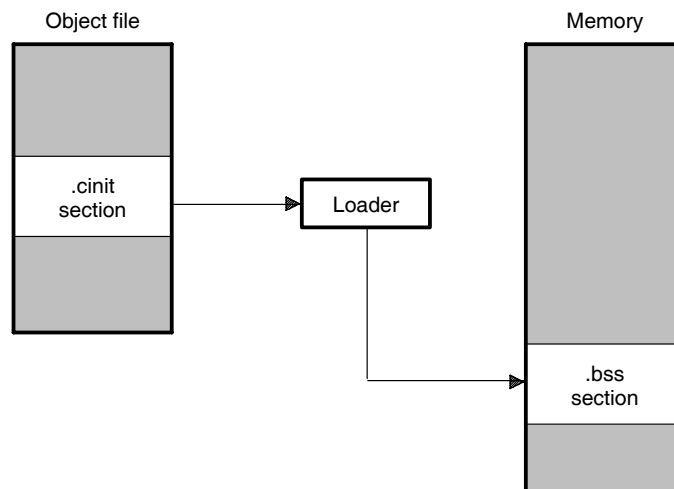 Object file
Memory
.cinit
section
Loader
.bss
section